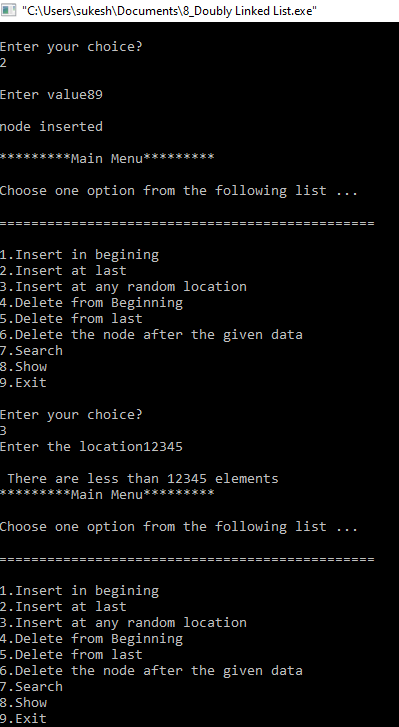 "C:\Users\sukesh\Documents\8_Doubly Linked List.exe"
Enter your choice?
2
Enter value89
node inserted
*********Main Menu*********
Choose one option from the following list ...
===============================================
1.Insert in begining
2.Insert at last
3.Insert at any random location
4.Delete from Beginning
5.Delete from last
6.Delete the node after the given data
7.Search
8.Show
9.Exit
Enter your choice?
3
Enter the location12345
There are less than 12345 elements
*********Main Menu*********
Choose one option from the following list ...
===============================================
1.Insert in begining
2.Insert at last
3.Insert at any random location
4.Delete from Beginning
5.Delete from last
6.Delete the node after the given data
7.Search
8.Show
9.Exit